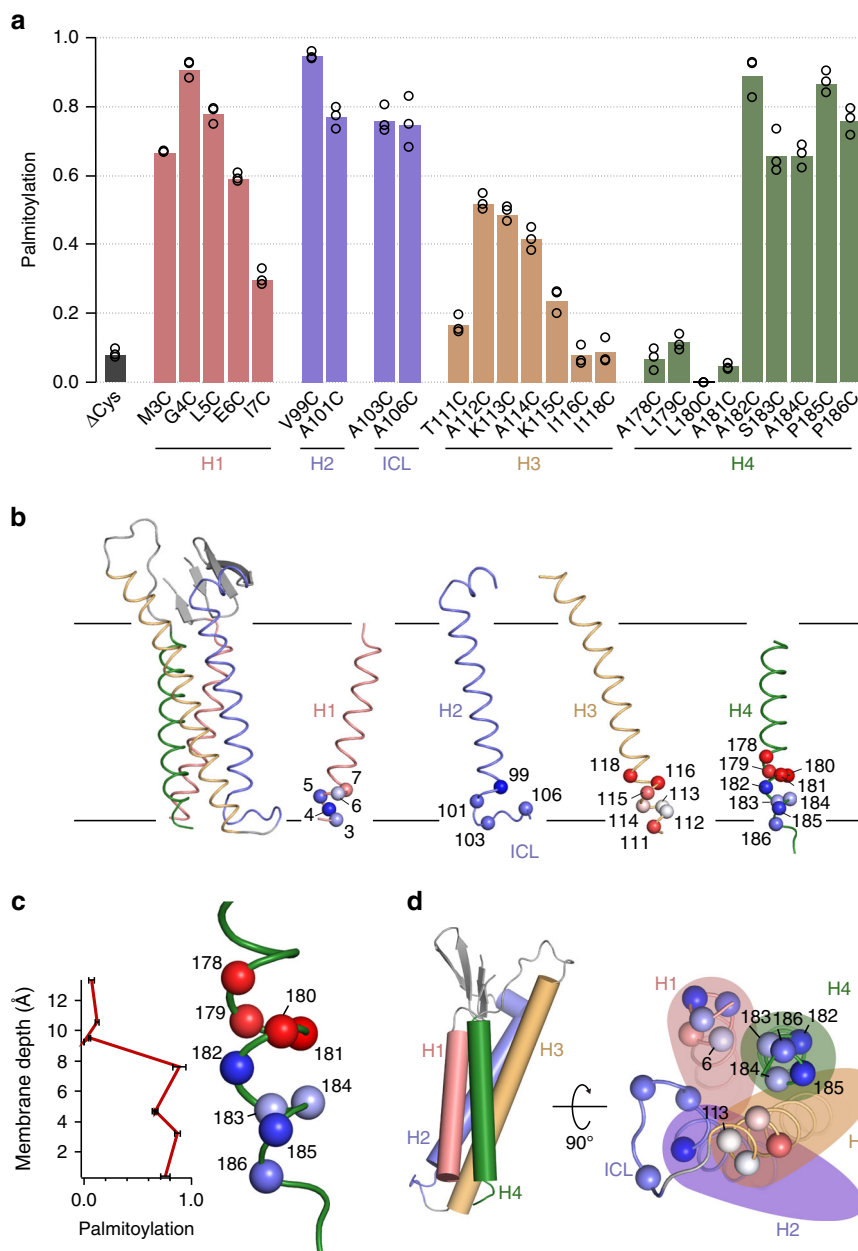 a
Palmitoylation
1.0
0.8
0.6
0.4
0.2
0.0
ΔCys
M3C
G4C
L5C
E6C
I7C
V99C
A101C
A103C
A106C
T111C
A112C
K113C
A114C
K115C
I116C
I118C
A178C
L179C
L180C
A181C
A182C
S183C
A184C
P185C
P186C
H1
H2
ICL
H3
H4
b
H1
5
7
6
4
3
H2
99
101
106
103
ICL
H3
118
116
115
113
114
112
111
H4
178
179
180
182
181
183
184
185
186
c
Membrane depth (Å)
12
10
8
6
4
2
0.0
1.0
Palmitoylation
178
179
180
181
182
184
183
185
186
d
H1
H3
H2
H4
90°
H1
H4
183
182
186
6
184
185
113
H
ICL
H2